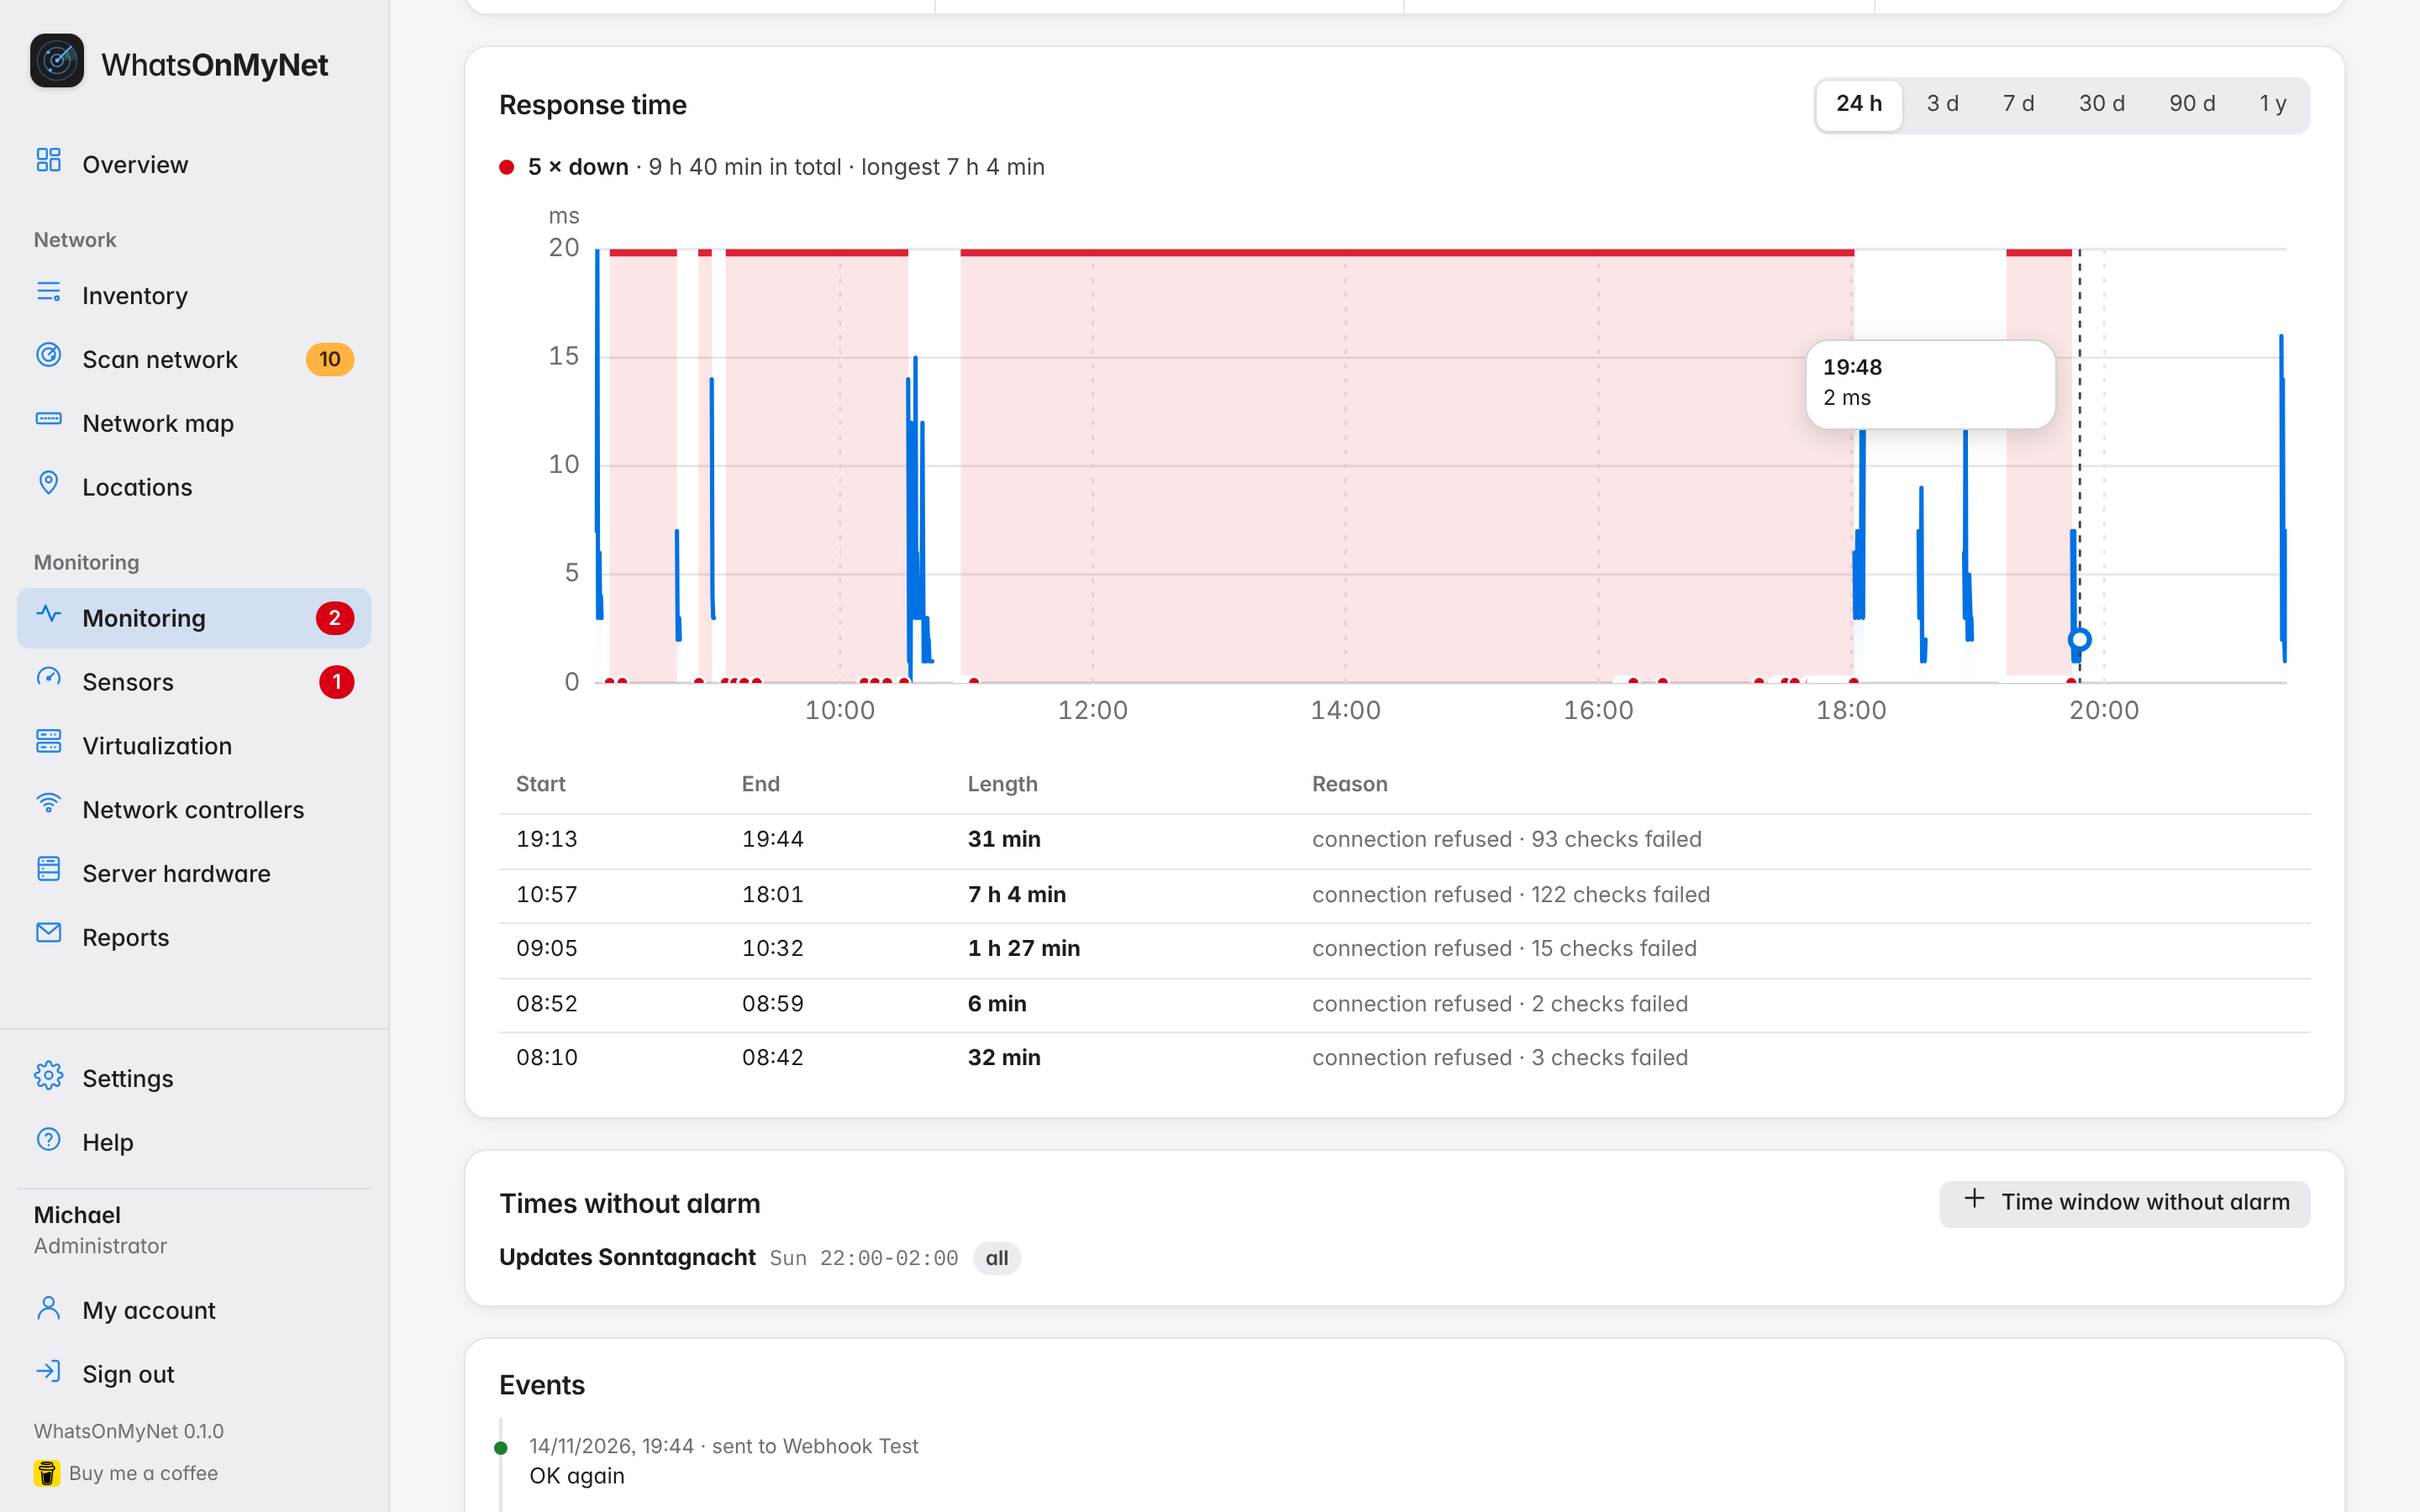 WhatsOnMyNet
Overview
Network
Inventory
Scan network 10
Network map
Locations
Monitoring
Monitoring 2
Sensors 1
Virtualization
Network controllers
Server hardware
Reports
Settings
Help
Michael
Administrator
My account
Sign out
WhatsOnMyNet 0.1.0
Buy me a coffee
Response time
24 h 3 d 7 d 30 d 90 d 1 y
5 × down · 9 h 40 min in total · longest 7 h 4 min
ms
20
15
10
5
0
19:48
2 ms
10:00 12:00 14:00 16:00 18:00 20:00
Start End Length Reason
19:13 19:44 31 min connection refused · 93 checks failed
10:57 18:01 7 h 4 min connection refused · 122 checks failed
09:05 10:32 1 h 27 min connection refused · 15 checks failed
08:52 08:59 6 min connection refused · 2 checks failed
08:10 08:42 32 min connection refused · 3 checks failed
Times without alarm
+ Time window without alarm
Updates Sonntagnacht Sun 22:00-02:00 all
Events
14/11/2026, 19:44 · sent to Webhook Test
OK again